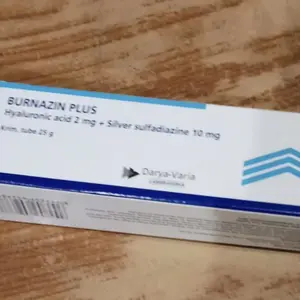 BURNAZIN PLUS
Hyaluronic acid 2 mg + Silver sulfadiazine 10 mg
Krim, tube 25 g
Darya-Varia